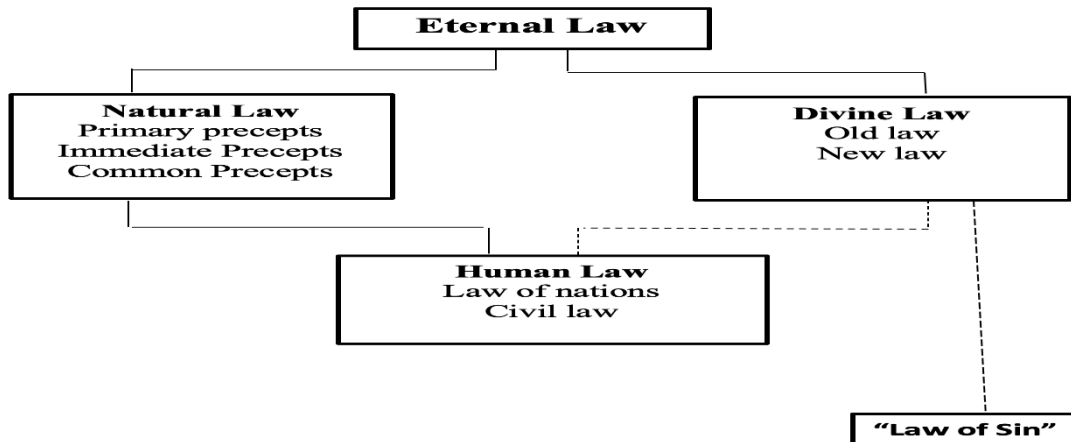 Eternal Law
Natural Law
Primary precepts
Immediate Precepts
Common Precepts
Divine Law
Old law
New law
Human Law
Law of nations
Civil law
“Law of Sin”